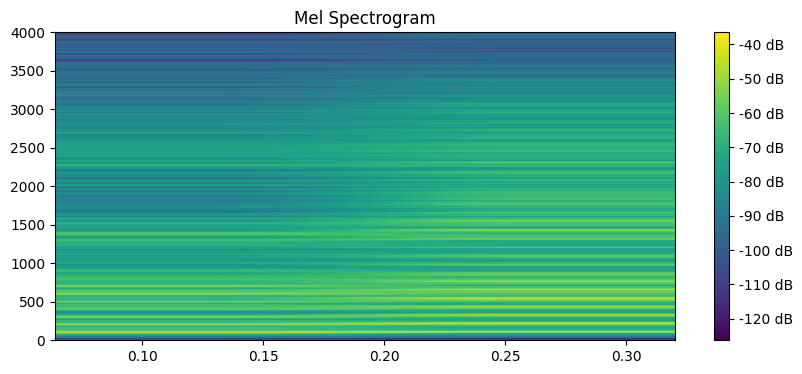 Mel Spectrogram
4000
3500
3000
2500
2000
1500
1000
500
0
0.10
0.15
0.20
0.25
0.30
-40 dB
-50 dB
-60 dB
-70 dB
-80 dB
-90 dB
-100 dB
-110 dB
-120 dB